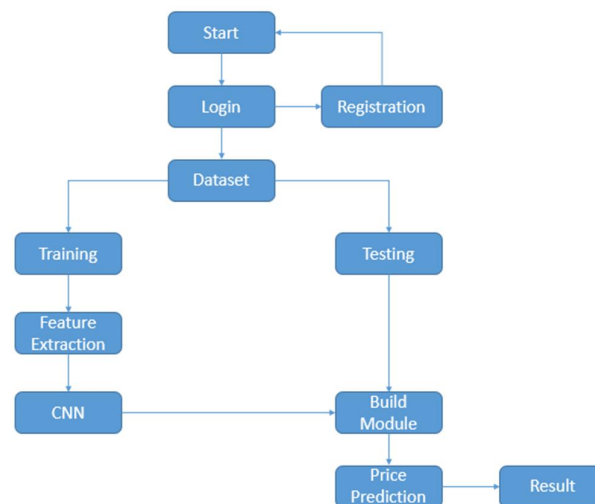 Start
Login
Registration
Dataset
Training
Testing
Feature
Extraction
CNN
Build
Module
Price
Prediction
Result